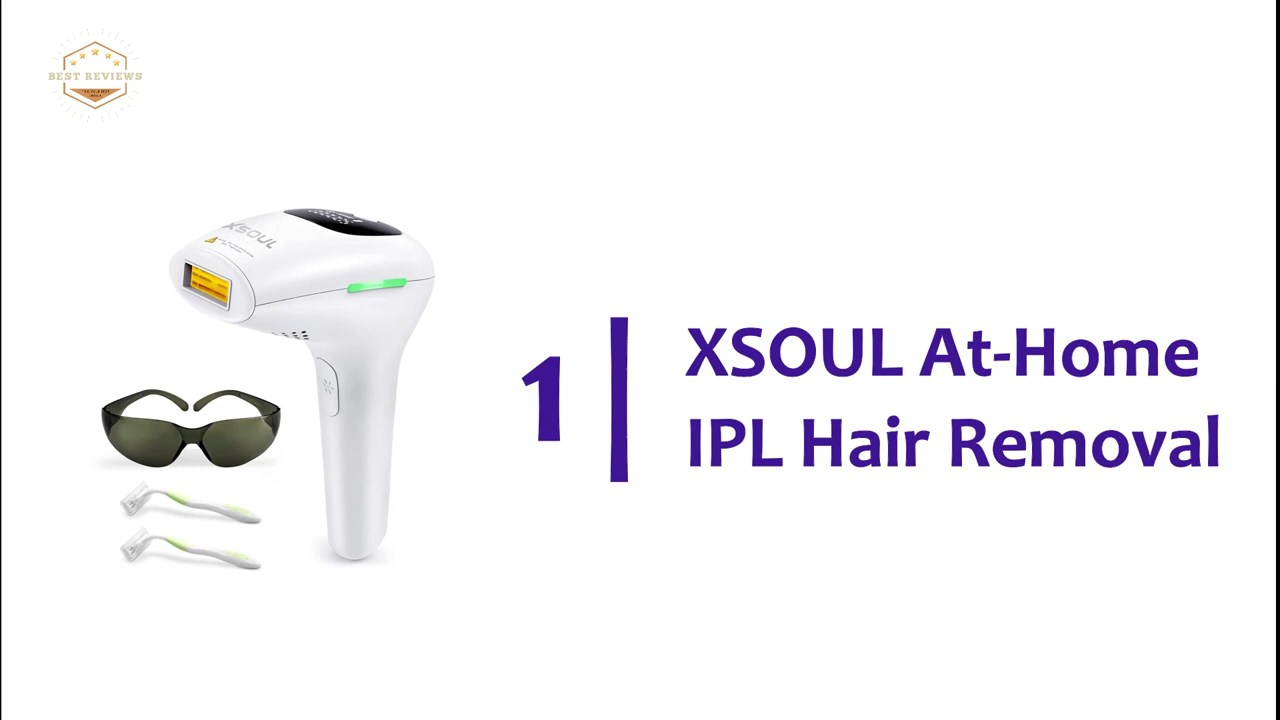 BEST REVIEWS
XSOUL
1
XSOUL At-Home
IPL Hair Removal